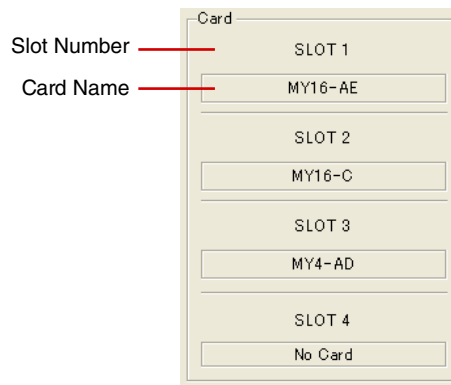 Card
Slot Number
SLOT 1
Card Name
MY16-AE
SLOT 2
MY16-C
SLOT 3
MY4-AD
SLOT 4
No Card